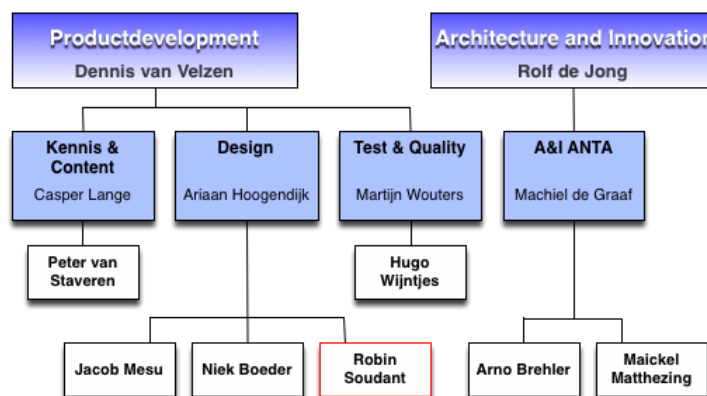 Productdevelopment
Dennis van Velzen
Architecture and Innovation
Rolf de Jong
Kennis &
Content
Casper Lange
Design
Ariaan Hoogendijk
Test & Quality
Martijn Wouters
A&I ANTA
Machiel de Graaf
Peter van
Staveren
Hugo
Wijntjes
Jacob Mesu
Niek Boeder
Robin
Soudant
Arno Brehler
Maickel
Matthezing